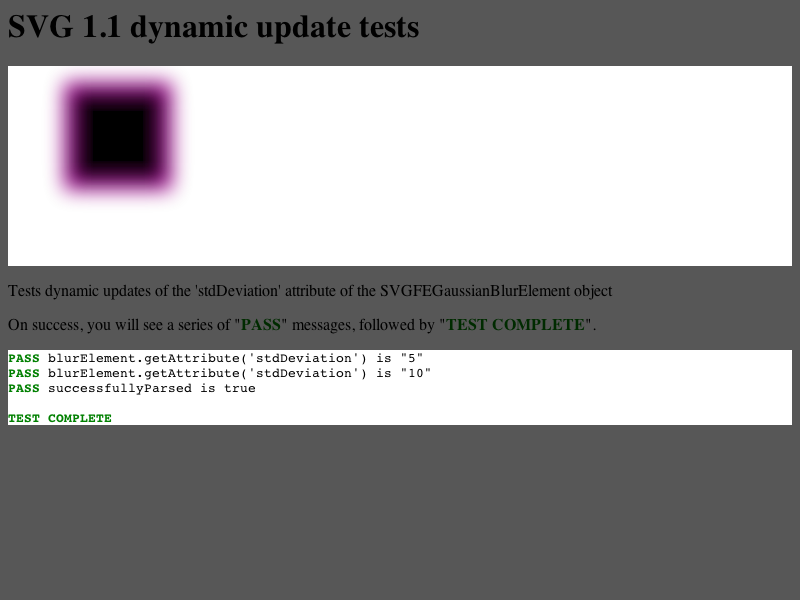 SVG 1.1 dynamic update tests
Tests dynamic updates of the 'stdDeviation' attribute of the SVGFEGaussianBlurElement object
On success, you will see a series of "PASS" messages, followed by "TEST COMPLETE".
PASS blurElement.getAttribute('stdDeviation') is "5"
PASS blurElement.getAttribute('stdDeviation') is "10"
PASS successfullyParsed is true
TEST COMPLETE